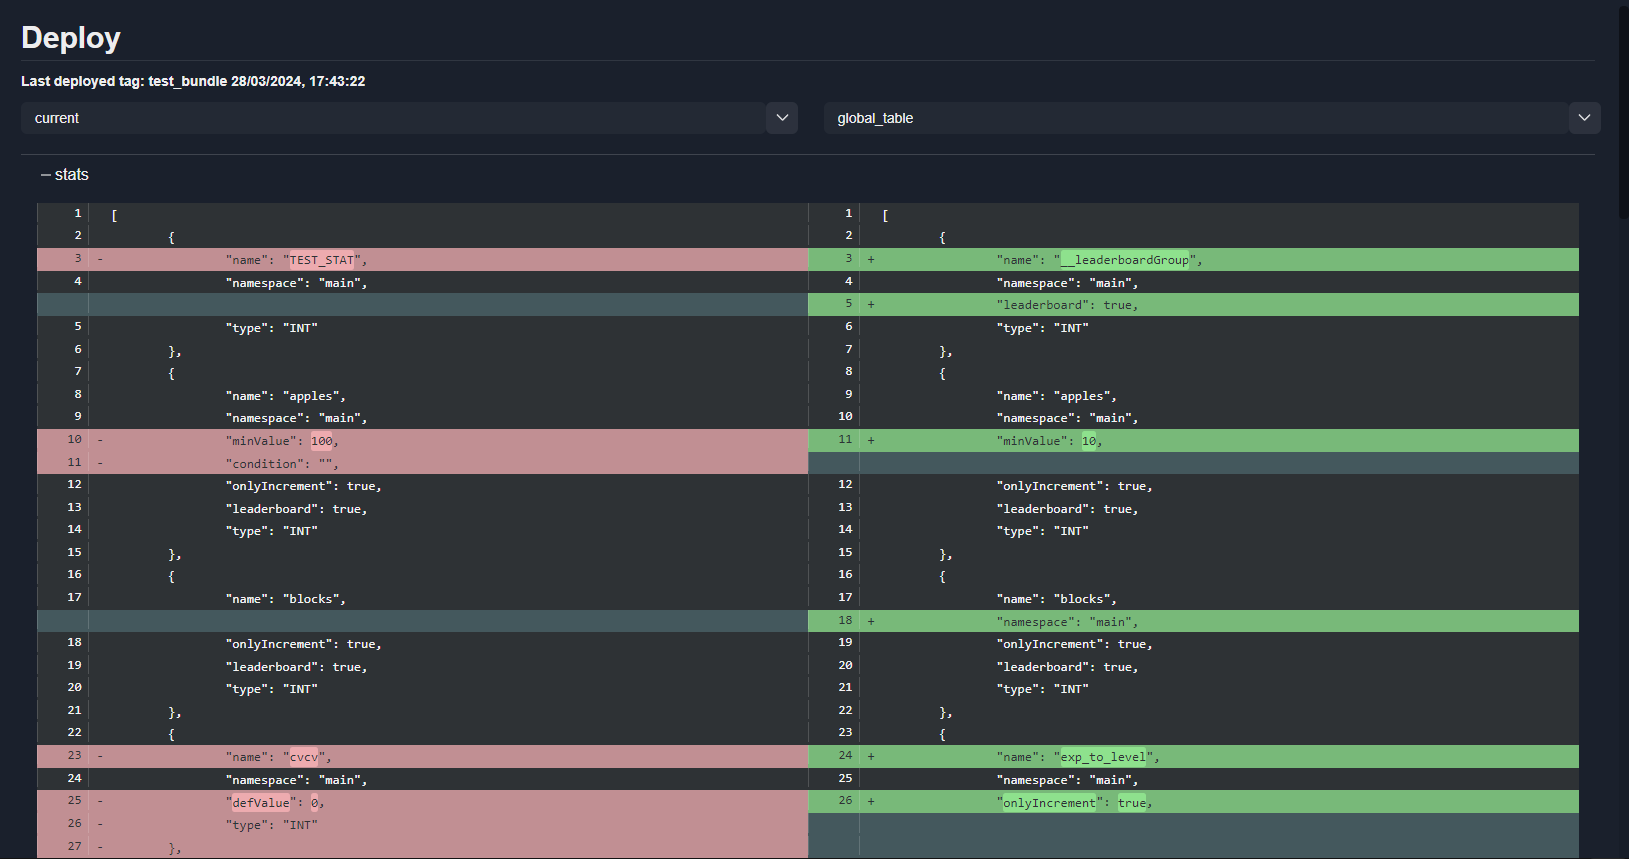 Deploy
Last deployed tag: test_bundle 28/03/2024, 17:43:22
current
global_table
— stats
1 [
2 {
3 - "name": "TEST_STAT",
4 "namespace": "main",
5 "type": "INT"
6 },
7 {
8 "name": "apples",
9 "namespace": "main",
10 - "minValue": 100,
11 - "condition": "",
12 "onlyIncrement": true,
13 "leaderboard": true,
14 "type": "INT"
15 },
16 {
17 "name": "blocks",
18 "onlyIncrement": true,
19 "leaderboard": true,
20 "type": "INT"
21 },
22 {
23 - "name": "cvcv",
24 "namespace": "main",
25 - "defValue": 0,
26 - "type": "INT"
27 - },
1 [
2 {
3 + "name": "__leaderboardGroup",
4 "namespace": "main",
5 + "leaderboard": true,
6 "type": "INT"
7 },
8 {
9 "name": "apples",
10 "namespace": "main",
11 + "minValue": 10,
12 "onlyIncrement": true,
13 "leaderboard": true,
14 "type": "INT"
15 },
16 {
17 "name": "blocks",
18 + "namespace": "main",
19 "onlyIncrement": true,
20 "leaderboard": true,
21 "type": "INT"
22 },
23 {
24 + "name": "exp_to_level",
25 "namespace": "main",
26 + "onlyIncrement": true,